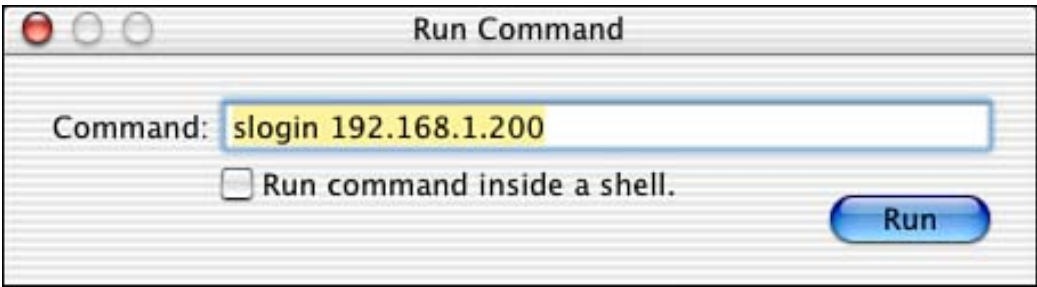 Run Command
Command: slogin 192.168.1.200
Run command inside a shell.
Run